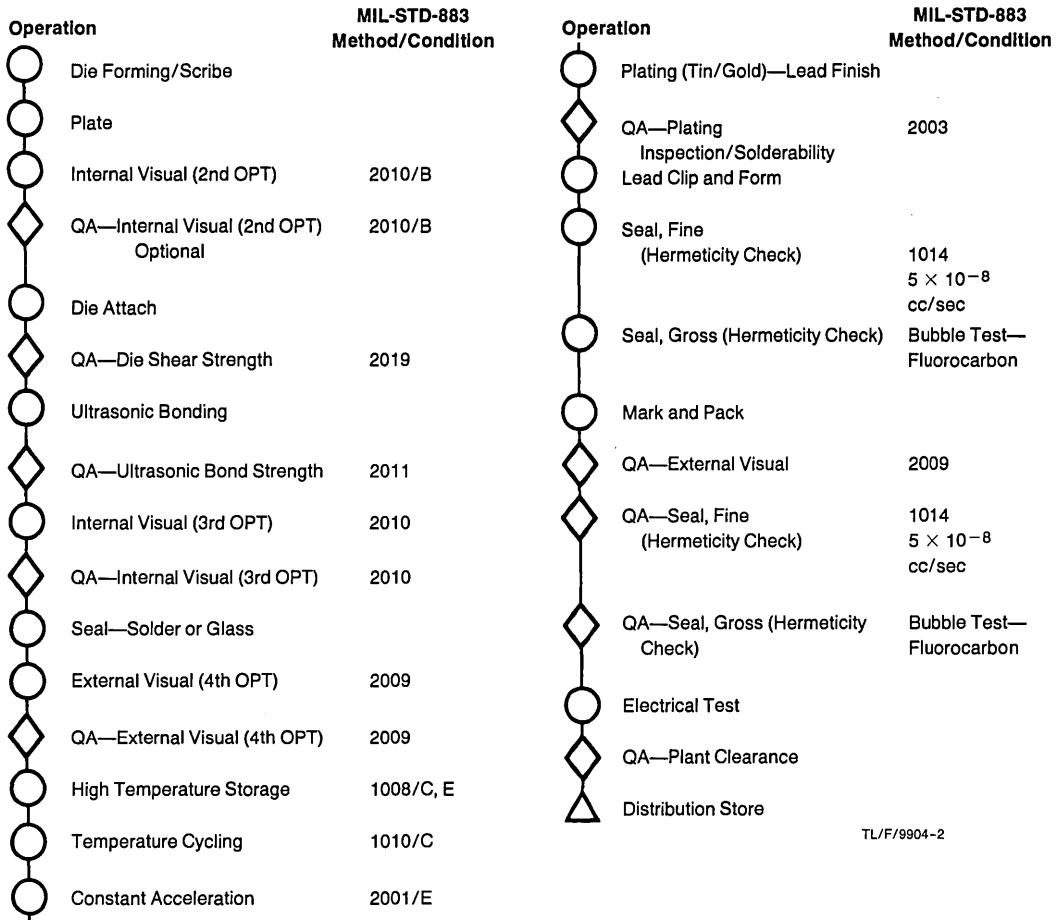 Operation
MIL-STD-883
Method/Condition
Die Forming/Scribe
Plate
Internal Visual (2nd OPT) 2010/B
QA—Internal Visual (2nd OPT) 2010/B
Optional
Die Attach
QA—Die Shear Strength 2019
Ultrasonic Bonding
QA—Ultrasonic Bond Strength 2011
Internal Visual (3rd OPT) 2010
QA—Internal Visual (3rd OPT) 2010
Seal—Solder or Glass
External Visual (4th OPT) 2009
QA—External Visual (4th OPT) 2009
High Temperature Storage 1008/C, E
Temperature Cycling 1010/C
Constant Acceleration 2001/E
Operation
MIL-STD-883
Method/Condition
Plating (Tin/Gold)—Lead Finish
QA—Plating 2003
Inspection/Solderability
Lead Clip and Form
Seal, Fine
(Hermeticity Check) 1014
5 × 10−8
cc/sec
Seal, Gross (Hermeticity Check) Bubble Test—
Fluorocarbon
Mark and Pack
QA—External Visual 2009
QA—Seal, Fine 1014
(Hermeticity Check) 5 × 10−8
cc/sec
QA—Seal, Gross (Hermeticity Bubble Test—
Check) Fluorocarbon
Electrical Test
QA—Plant Clearance
Distribution Store
TL/F/9904-2